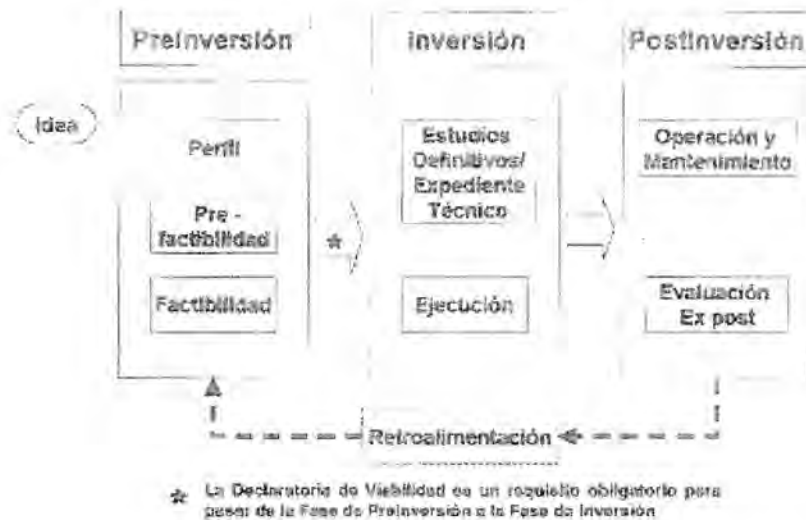 Preinversión
Inversión
Postinversión
Idea
Perfil
Pre -
factibilidad
Factibilidad
*
Estudios
Definitivos/
Expediente
Técnico
Ejecución
Operación y
Mantenimiento
Evaluación
Ex post
Retroalimentación
* La Declaratoria de Viabilidad es un requisito obligatorio para
pasar de la Fase de Preinversión a la Fase de Inversión